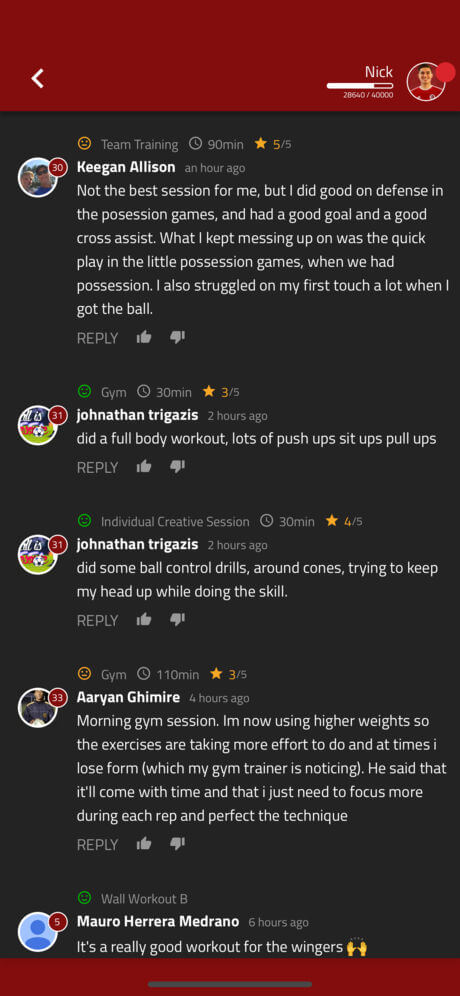 Nick
28640 / 40000
Team Training 90min 5/5
30
Keegan Allison an hour ago
Not the best session for me, but I did good on defense in
the posession games, and had a good goal and a good
cross assist. What I kept messing up on was the quick
play in the little possession games, when we had
possession. I also struggled on my first touch a lot when I
got the ball.
REPLY
Gym 30min 3/5
31
johnathan trigazis 2 hours ago
did a full body workout, lots of push ups sit ups pull ups
REPLY
Individual Creative Session 30min 4/5
31
johnathan trigazis 2 hours ago
did some ball control drills, around cones, trying to keep
my head up while doing the skill.
REPLY
Gym 110min 3/5
33
Aaryan Ghimire 4 hours ago
Morning gym session. Im now using higher weights so
the exercises are taking more effort to do and at times i
lose form (which my gym trainer is noticing). He said that
it'll come with time and that i just need to focus more
during each rep and perfect the technique
REPLY
Wall Workout B
5
Mauro Herrera Medrano 6 hours ago
It's a really good workout for the wingers 🙌